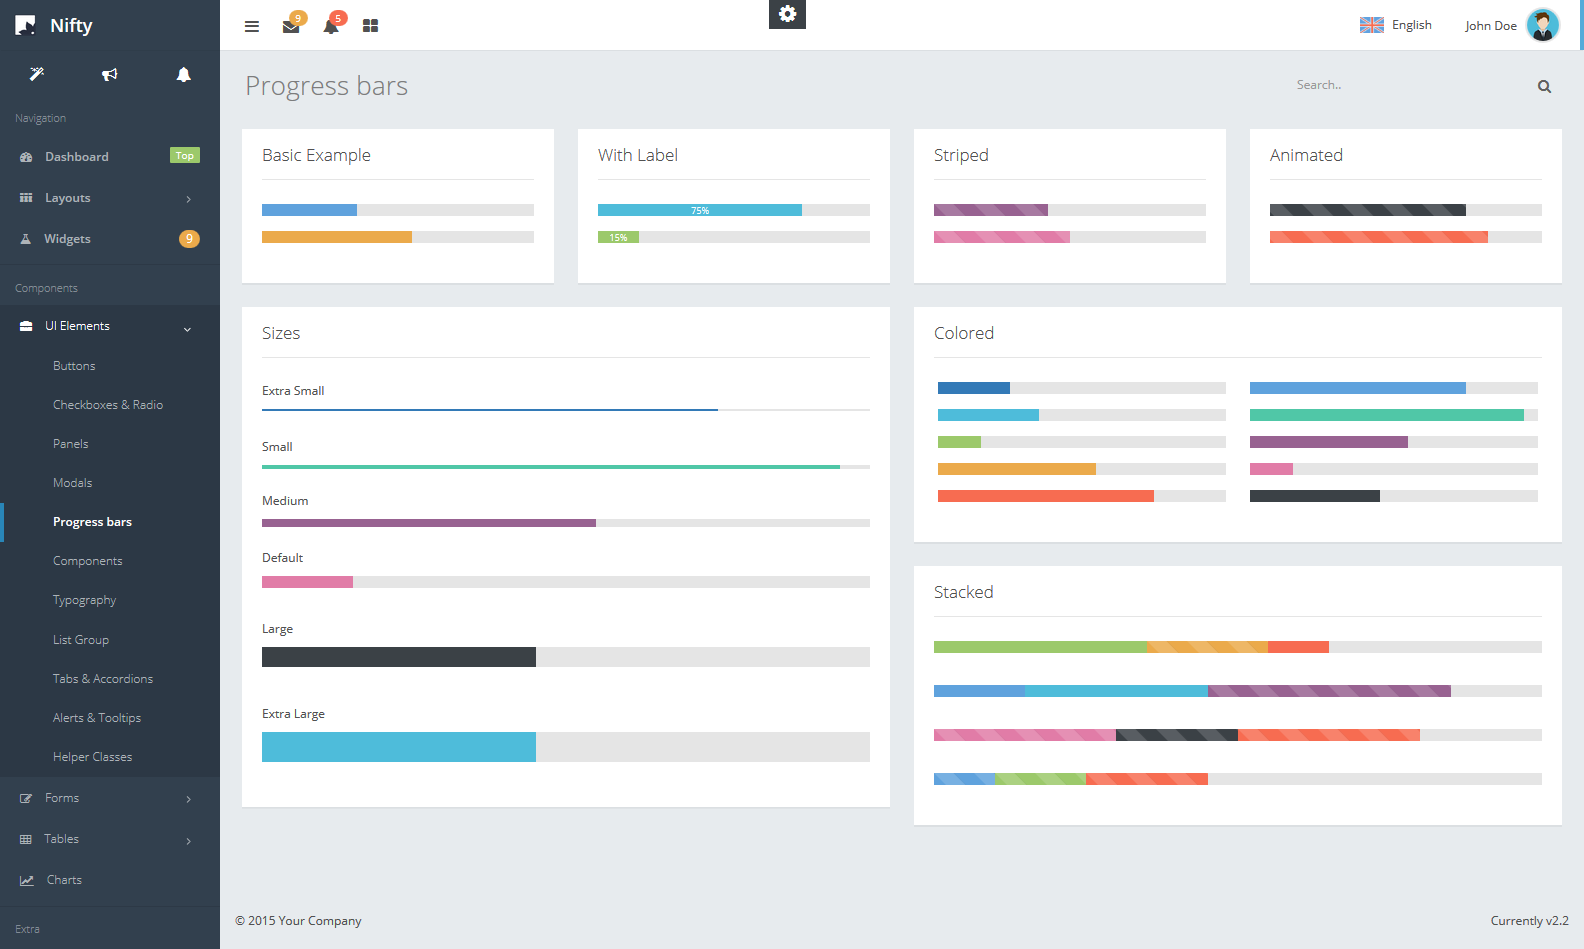 Nifty
9
5
English
John Doe
Navigation
Dashboard
Top
Layouts
Widgets
9
Components
UI Elements
Buttons
Checkboxes & Radio
Panels
Modals
Progress bars
Components
Typography
List Group
Tabs & Accordions
Alerts & Tooltips
Helper Classes
Forms
Tables
Charts
Extra
Progress bars
Search..
Basic Example
With Label
75%
15%
Striped
Animated
Sizes
Extra Small
Small
Medium
Default
Large
Extra Large
Colored
Stacked
© 2015 Your Company
Currently v2.2